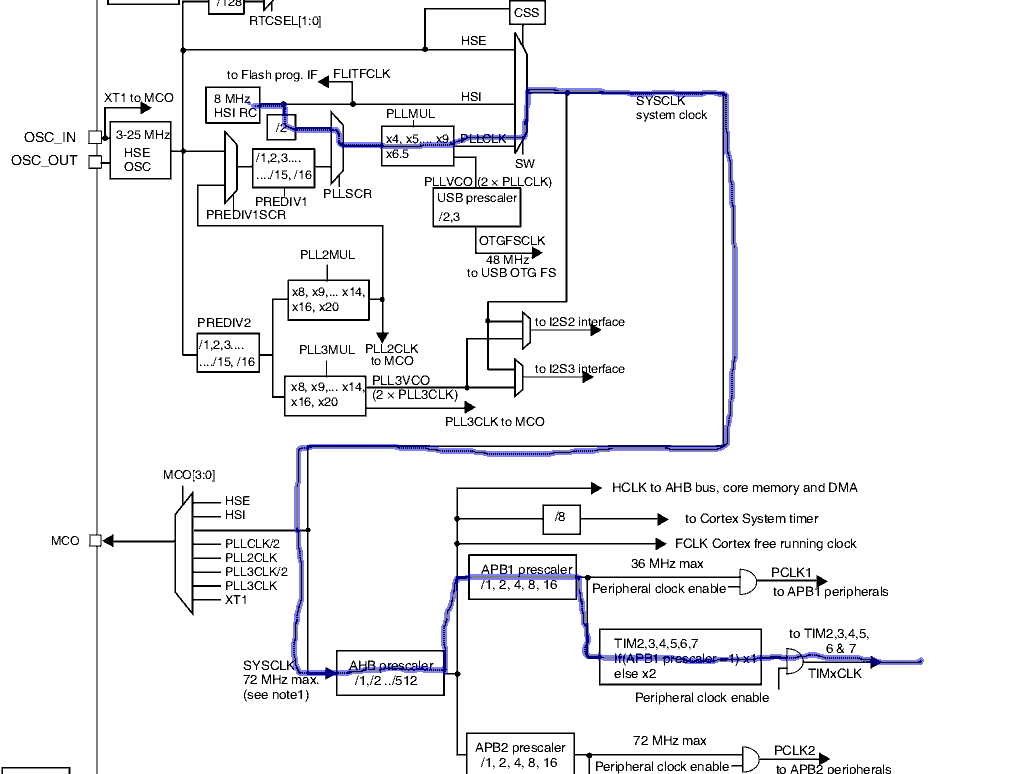 /128
RTCSEL[1:0]
CSS
HSE
to Flash prog. IF
FLITFCLK
8 MHz
HSI RC
HSI
XT1 to MCO
SYSCLK
system clock
PLLMUL
OSC_IN
OSC_OUT
3-25 MHz
HSE
OSC
/2
x4, x5,... x9,
x6.5
PLLCLK
SW
/1,2,3....
..../15, /16
PREDIV1
PLLSCR
PREDIV1SCR
PLLVCO (2 × PLLCLK)
USB prescaler
/2,3
OTGFSCLK
48 MHz
to USB OTG FS
PLL2MUL
x8, x9,... x14,
x16, x20
PREDIV2
/1,2,3....
..../15, /16
PLL2CLK
to MCO
to I2S2 interface
PLL3MUL
x8, x9,... x14,
x16, x20
PLL3VCO
(2 × PLL3CLK)
to I2S3 interface
PLL3CLK to MCO
MCO[3:0]
HSE
HSI
PLLCLK/2
PLL2CLK
PLL3CLK/2
PLL3CLK
XT1
MCO
HCLK to AHB bus, core memory and DMA
/8
to Cortex System timer
FCLK Cortex free running clock
APB1 prescaler
/1, 2, 4, 8, 16
36 MHz max
Peripheral clock enable
PCLK1
to APB1 peripherals
TIM2,3,4,5,6,7
If(APB1 prescaler =1) x1
else x2
to TIM2,3,4,5,
6 & 7
TIMxCLK
Peripheral clock enable
SYSCLK
72 MHz max.
(see note1)
AHB prescaler
/1,/2 ../512
APB2 prescaler
/1, 2, 4, 8, 16
72 MHz max
Peripheral clock enable
PCLK2
to APB2 peripherals